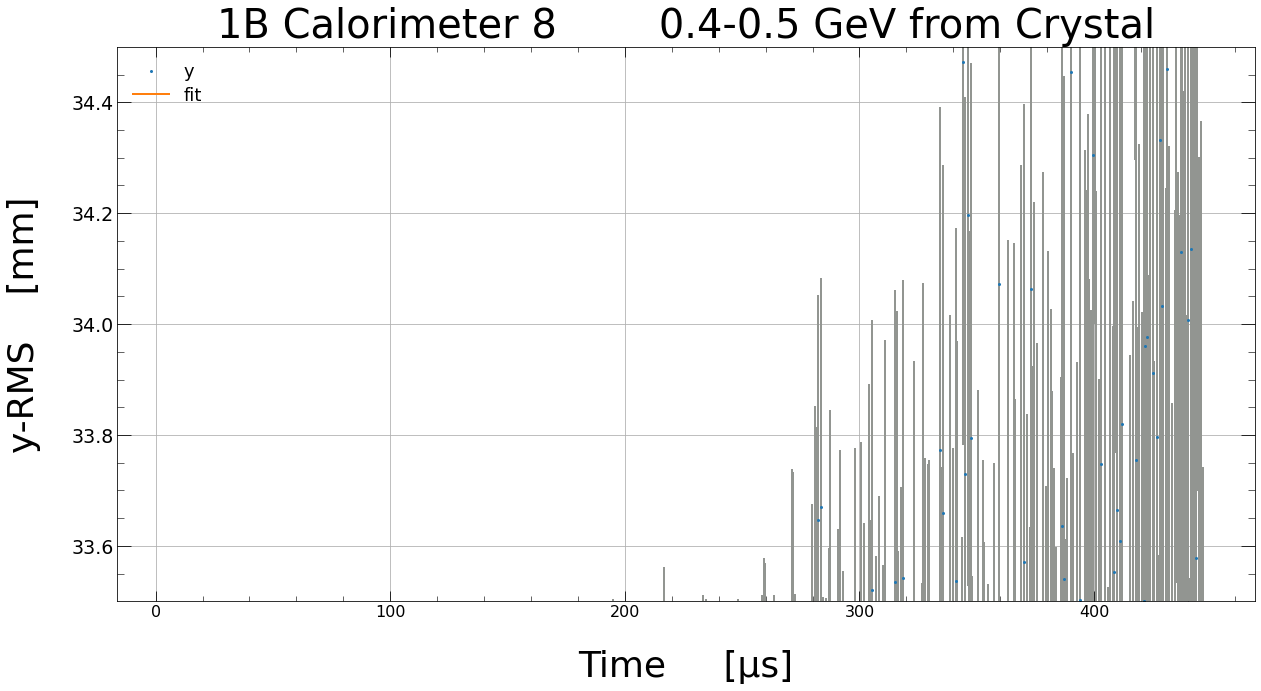 1B Calorimeter 8 0.4-0.5 GeV from Crystal
y
fit
34.4
34.2
34.0
33.8
33.6
y-RMS [mm]
0 100 200 300 400
Time [µs]